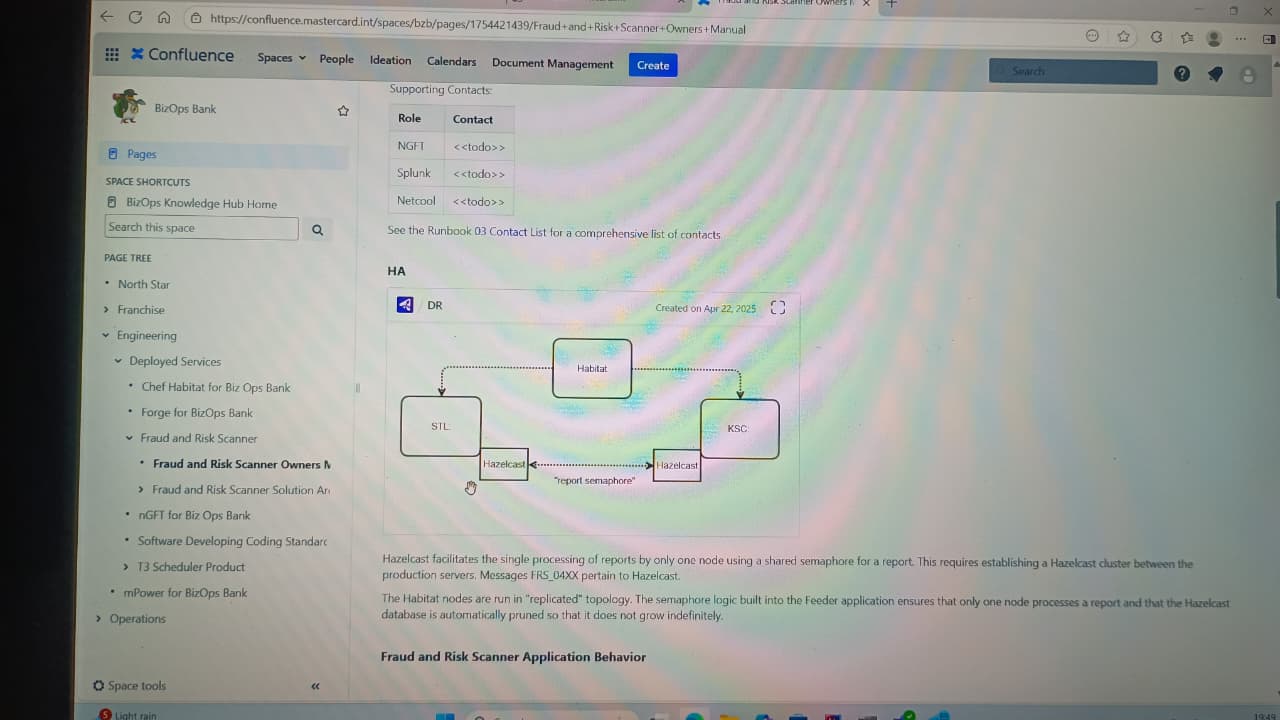 https://confluence.mastercard.int/spaces/bzb/pages/1754421439/Fraud+and+Risk+Scanner+Owners+Manual
Confluence Spaces People Ideation Calendars Document Management Create Search
BizOps Bank
Pages
SPACE SHORTCUTS
BizOps Knowledge Hub Home
Search this space
PAGE TREE
North Star
Franchise
Engineering
Deployed Services
Chef Habitat for Biz Ops Bank
Forge for BizOps Bank
Fraud and Risk Scanner
Fraud and Risk Scanner Owners M
Fraud and Risk Scanner Solution Arc
nGFT for Biz Ops Bank
Software Developing Coding Standarc
T3 Scheduler Product
mPower for BizOps Bank
Operations
Space tools
Supporting Contacts:
Role Contact
NGFT <<todo>>
Splunk <<todo>>
Netcool <<todo>>
See the Runbook 03 Contact List for a comprehensive list of contacts
HA
/ DR Created on Apr 22, 2025
Habitat
STL
KSC
Hazelcast
Hazelcast
"report semaphore"
Hazelcast facilitates the single processing of reports by only one node using a shared semaphore for a report. This requires establishing a Hazelcast cluster between the
production servers. Messages FRS_04XX pertain to Hazelcast.
The Habitat nodes are run in "replicated" topology. The semaphore logic built into the Feeder application ensures that only one node processes a report and that the Hazelcast
database is automatically pruned so that it does not grow indefinitely.
Fraud and Risk Scanner Application Behavior
5 Light rain
19:49